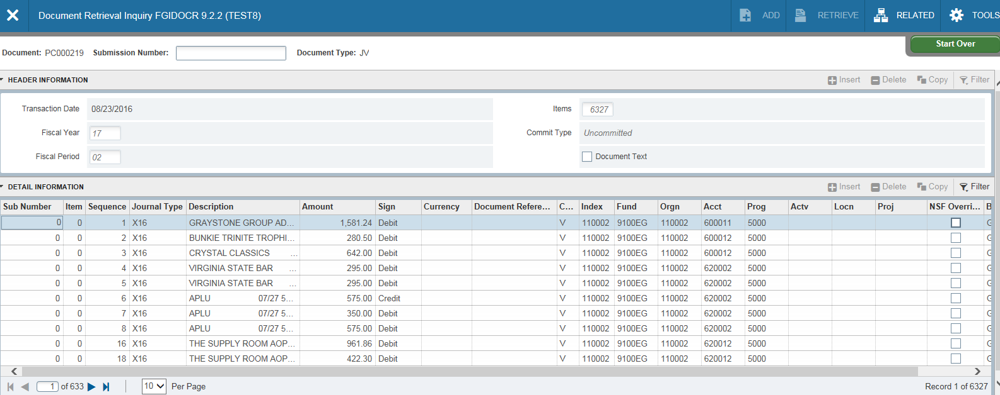 Document Retrieval Inquiry FGIDOCR 9.2.2 (TEST8) ADD RETRIEVE RELATED TOOLS
Document: PC000219 Submission Number: Document Type: JV Start Over
HEADER INFORMATION Insert Delete Copy Filter
Transaction Date 08/23/2016 Items 6327
Fiscal Year 17 Commit Type Uncommitted
Fiscal Period 02 Document Text
DETAIL INFORMATION Insert Delete Copy Filter
Sub Number Item Sequence Journal Type Description Amount Sign Currency Document Refere... C... Index Fund Orgn Acct Prog Actv Locn Proj NSF Overri... B
0 0 1 X16 GRAYSTONE GROUP AD... 1,581.24 Debit V 110002 9100EG 110002 600011 5000 G
0 0 2 X16 BUNKIE TRINITE TROPHI... 280.50 Debit V 110002 9100EG 110002 600012 5000 G
0 0 3 X16 CRYSTAL CLASSICS ... 642.00 Debit V 110002 9100EG 110002 600012 5000 G
0 0 4 X16 VIRGINIA STATE BAR ... 295.00 Debit V 110002 9100EG 110002 620002 5000 G
0 0 5 X16 VIRGINIA STATE BAR ... 295.00 Debit V 110002 9100EG 110002 620002 5000 G
0 0 6 X16 APLU 07/27 5... 575.00 Credit V 110002 9100EG 110002 620002 5000 G
0 0 7 X16 APLU 07/27 5... 350.00 Debit V 110002 9100EG 110002 620002 5000 G
0 0 8 X16 APLU 07/27 5... 575.00 Debit V 110002 9100EG 110002 620002 5000 G
0 0 16 X16 THE SUPPLY ROOM AOP... 961.86 Debit V 110002 9100EG 110002 620012 5000 G
0 0 18 X16 THE SUPPLY ROOM AOP... 422.30 Debit V 110002 9100EG 110002 620012 5000 G
1 of 633 10 Per Page Record 1 of 6327